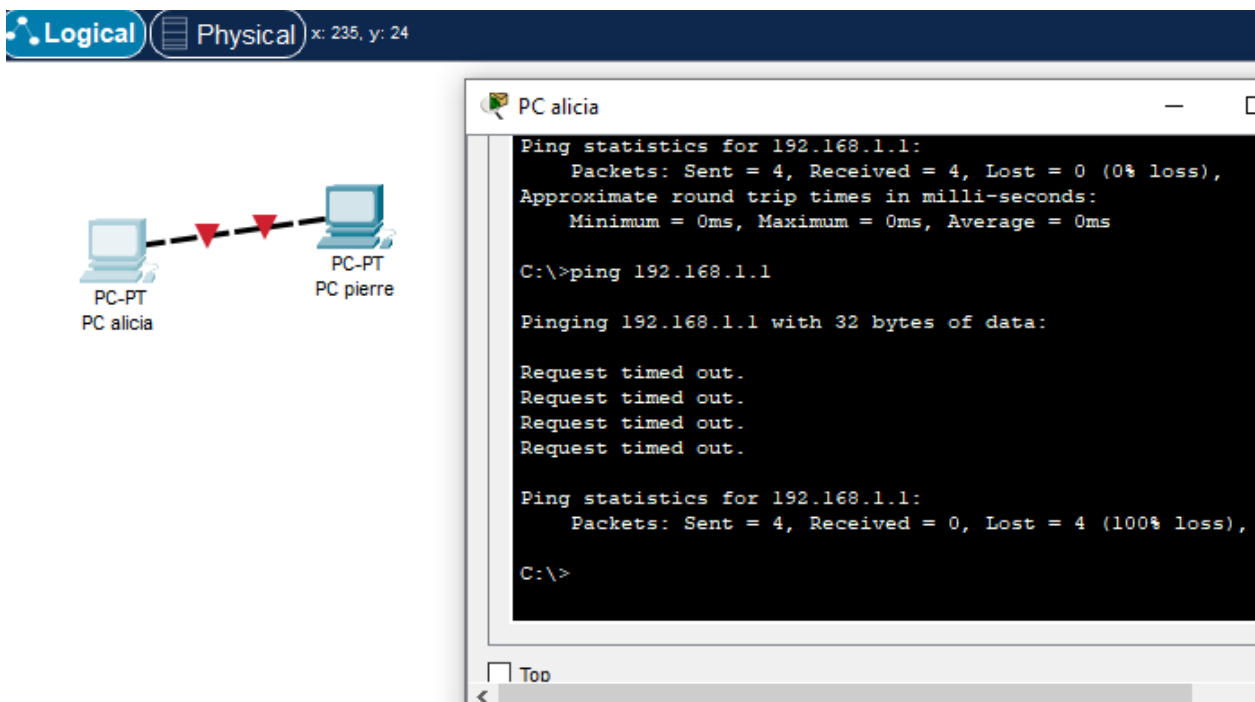 Logical
Physical
x: 235, y: 24
PC alicia
Ping statistics for 192.168.1.1:
Packets: Sent = 4, Received = 4, Lost = 0 (0% loss),
Approximate round trip times in milli-seconds:
Minimum = 0ms, Maximum = 0ms, Average = 0ms
C:\>ping 192.168.1.1
Pinging 192.168.1.1 with 32 bytes of data:
Request timed out.
Request timed out.
Request timed out.
Request timed out.
Ping statistics for 192.168.1.1:
Packets: Sent = 4, Received = 0, Lost = 4 (100% loss),
C:\>
Top
PC-PT
PC pierre
PC-PT
PC alicia